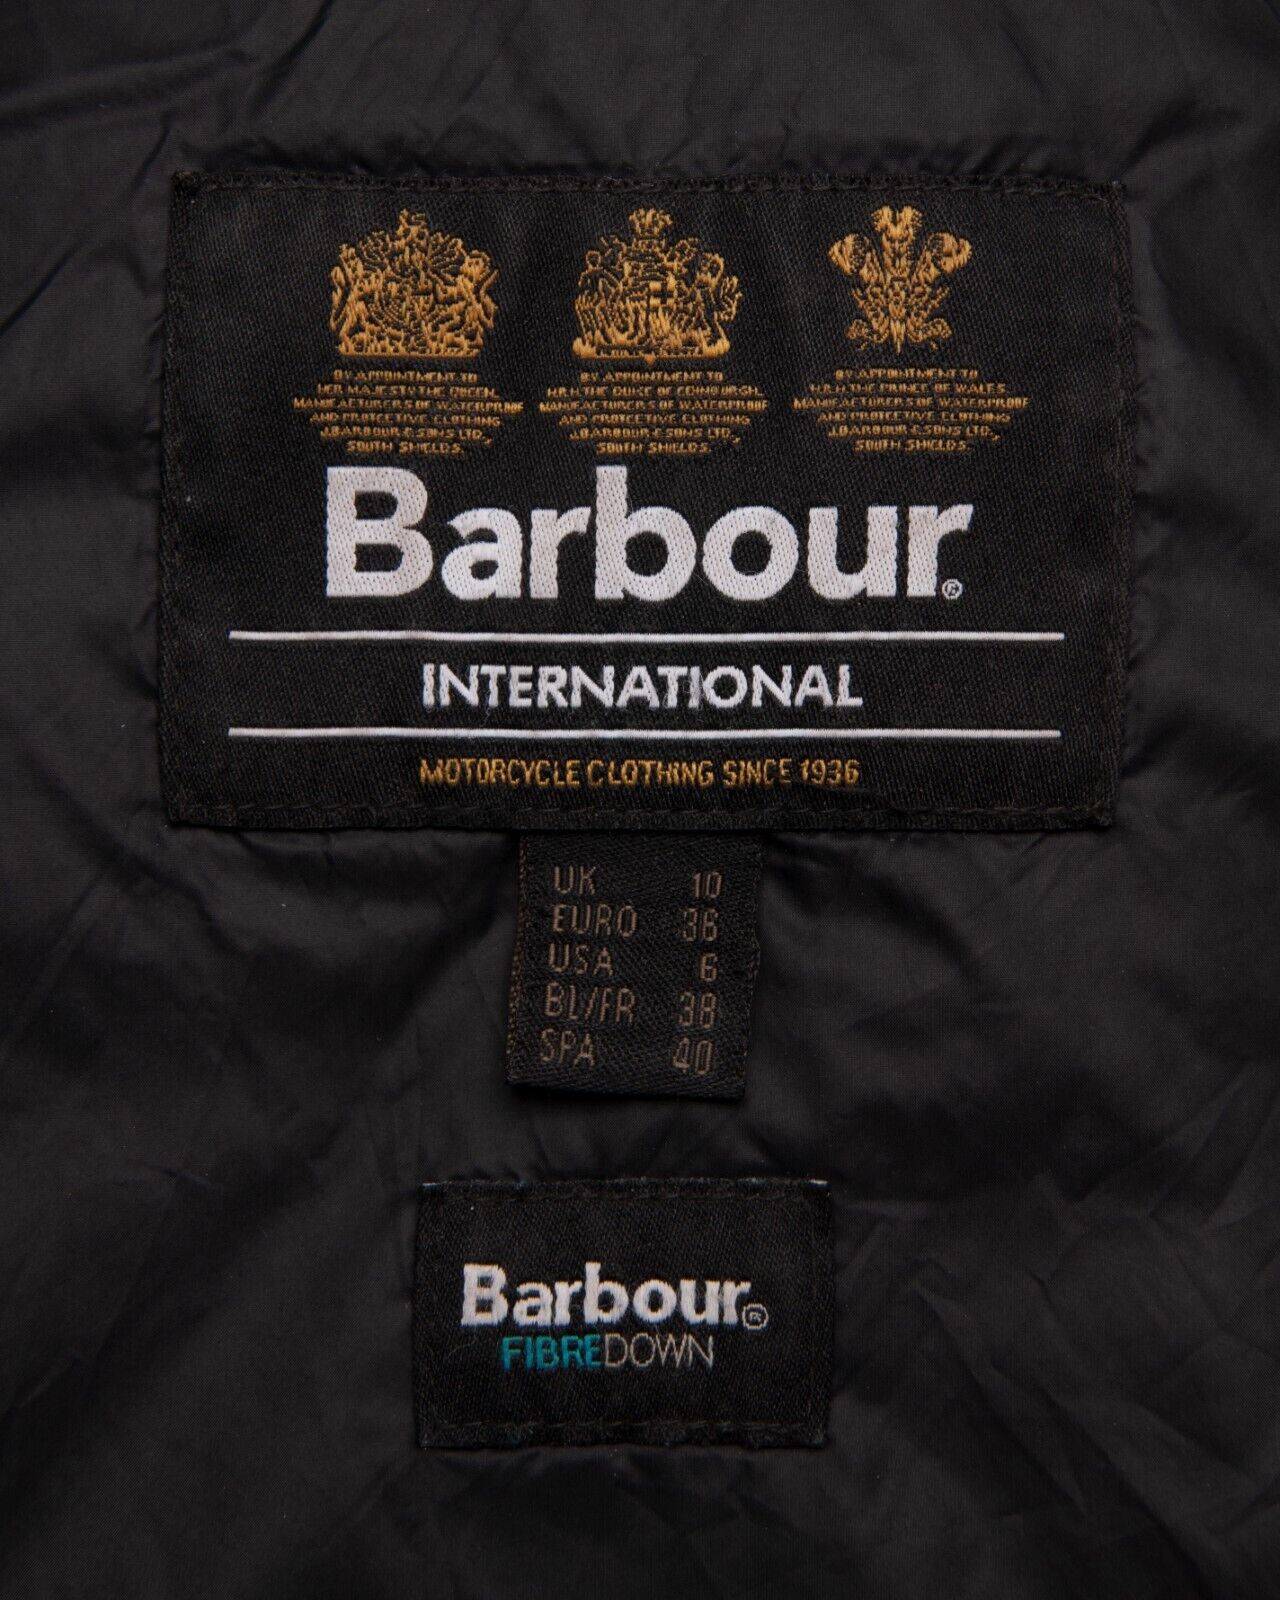 BY APPOINTMENT TO
HER MAJESTY THE QUEEN
MANUFACTURERS OF WATERPROOF
AND PROTECTIVE CLOTHING
J.BARBOUR & SONS LTD.,
SOUTH SHIELDS.
BY APPOINTMENT TO
H.R.H. THE DUKE OF EDINBURGH
MANUFACTURERS OF WATERPROOF
AND PROTECTIVE CLOTHING
J.BARBOUR & SONS LTD.,
SOUTH SHIELDS.
BY APPOINTMENT TO
H.R.H. THE PRINCE OF WALES
MANUFACTURERS OF WATERPROOF
AND PROTECTIVE CLOTHING
J.BARBOUR & SONS LTD.,
SOUTH SHIELDS.
Barbour®
INTERNATIONAL
MOTORCYCLE CLOTHING SINCE 1936
UK 10
EURO 36
USA 6
BL/FR 38
SPA 40
Barbour®
FIBREDOWN